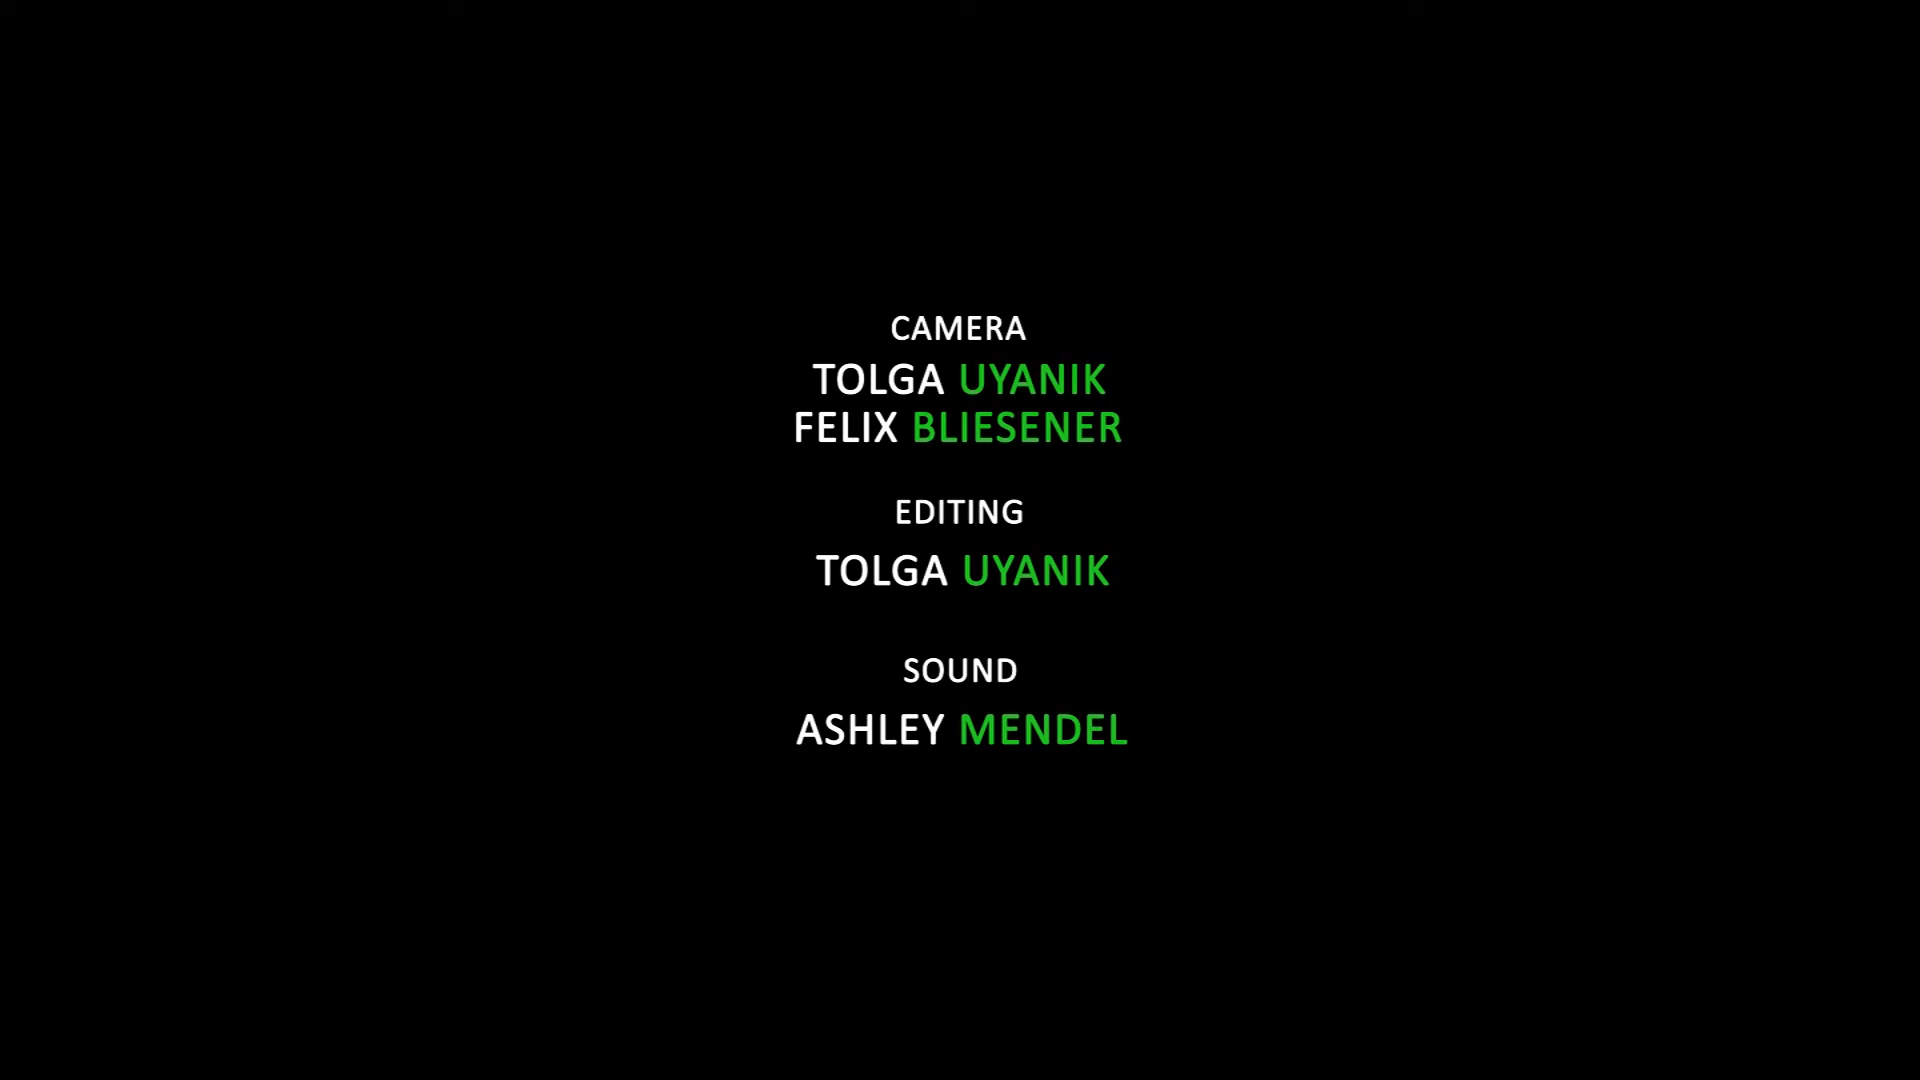 CAMERA
TOLGA UYANIK
FELIX BLIESENER
EDITING
TOLGA UYANIK
SOUND
ASHLEY MENDEL